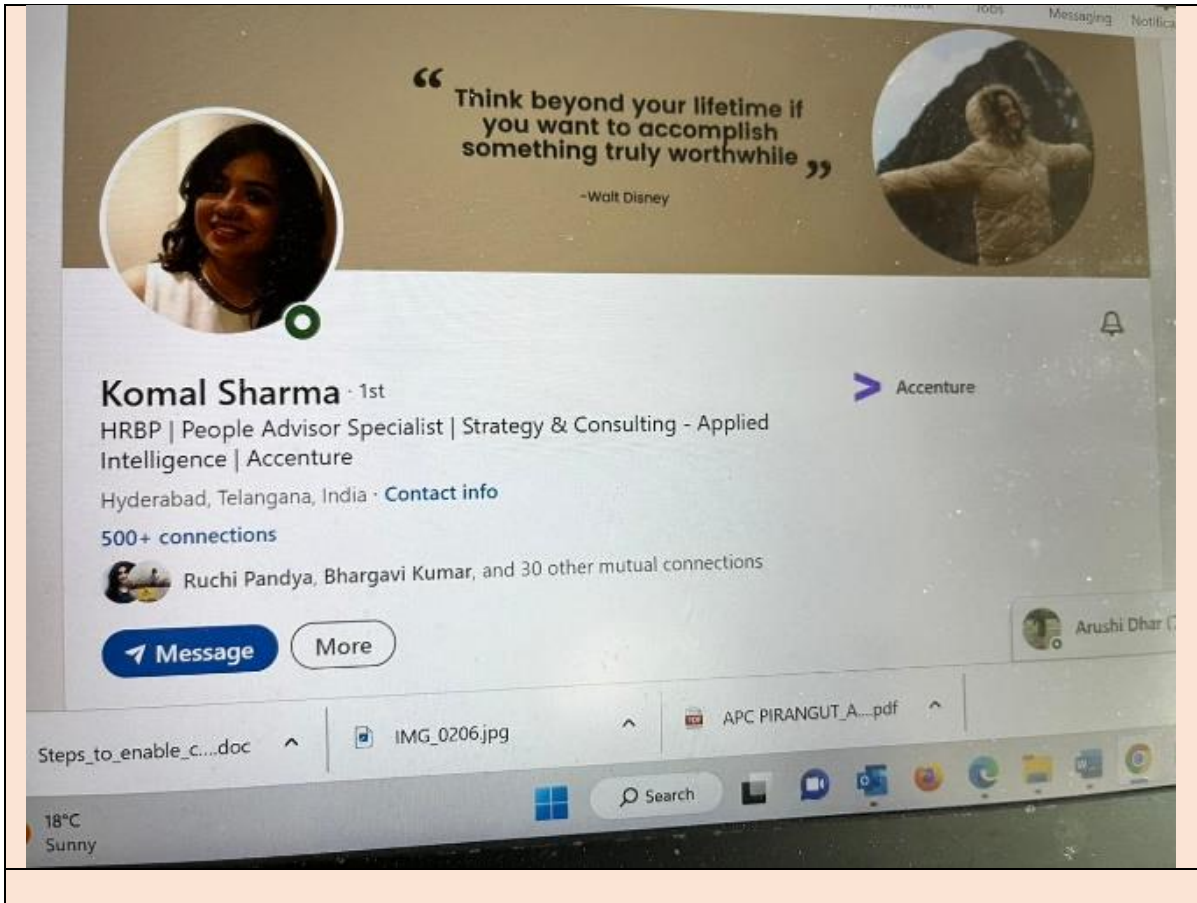 Jobs
Messaging
“ Think beyond your lifetime if
you want to accomplish
something truly worthwhile ”
-Walt Disney
Komal Sharma · 1st
HRBP | People Advisor Specialist | Strategy & Consulting - Applied
Intelligence | Accenture
> Accenture
Hyderabad, Telangana, India · Contact info
500+ connections
Ruchi Pandya, Bhargavi Kumar, and 30 other mutual connections
Message
More
Arushi Dhar
Steps_to_enable_c....doc
IMG_0206.jpg
APC PIRANGUT_A....pdf
Search
18°C
Sunny